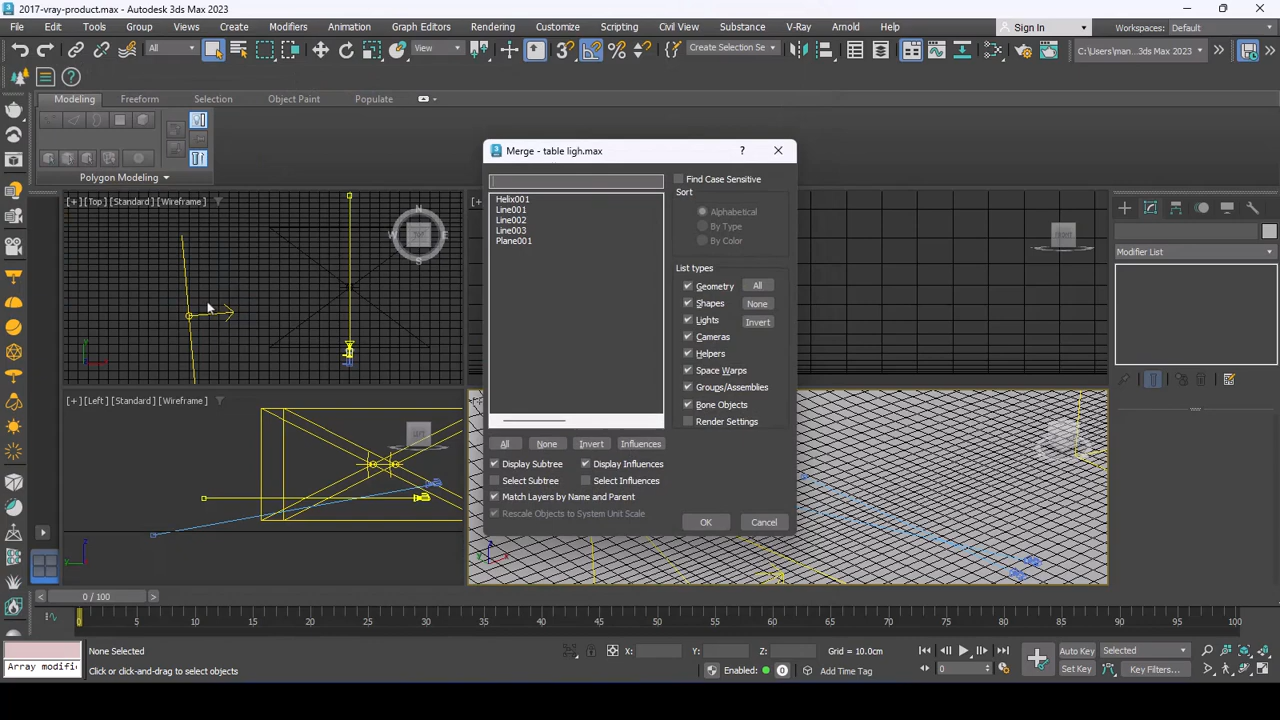 2017-vray-product.max - Autodesk 3ds Max 2023
File Edit Tools Group Views Create Modifiers Animation Graph Editors Rendering Customize Scripting Civil View Substance V-Ray Arnold Help
Sign In Workspaces: Default
All View Create Selection Se C:\Users\man...3ds Max 2023
Modeling Freeform Selection Object Paint Populate
Polygon Modeling
Merge - table ligh.max
Find Case Sensitive
Sort
Alphabetical
By Type
By Color
Helix001
Line001
Line002
Line003
Plane001
List types
Geometry All
Shapes None
Lights Invert
Cameras
Helpers
Space Warps
Groups/Assemblies
Bone Objects
Render Settings
All None Invert Influences
Display Subtree Display Influences
Select Subtree Select Influences
Match Layers by Name and Parent
Rescale Objects to System Unit Scale
OK Cancel
[+] [Top] [Standard] [Wireframe]
N
W TOP E
S
FRONT
[+] [Left] [Standard] [Wireframe]
LEFT
Modifier List
0 / 100
0 5 10 15 20 25 30 35 40 45 50 55 60 65 70 75 80 85 90 95 100
None Selected X: Y: Z: Grid = 10.0cm Auto Key Selected
Array modifi Click or click-and-drag to select objects Enabled: 0 Add Time Tag 0 Set Key Key Filters...